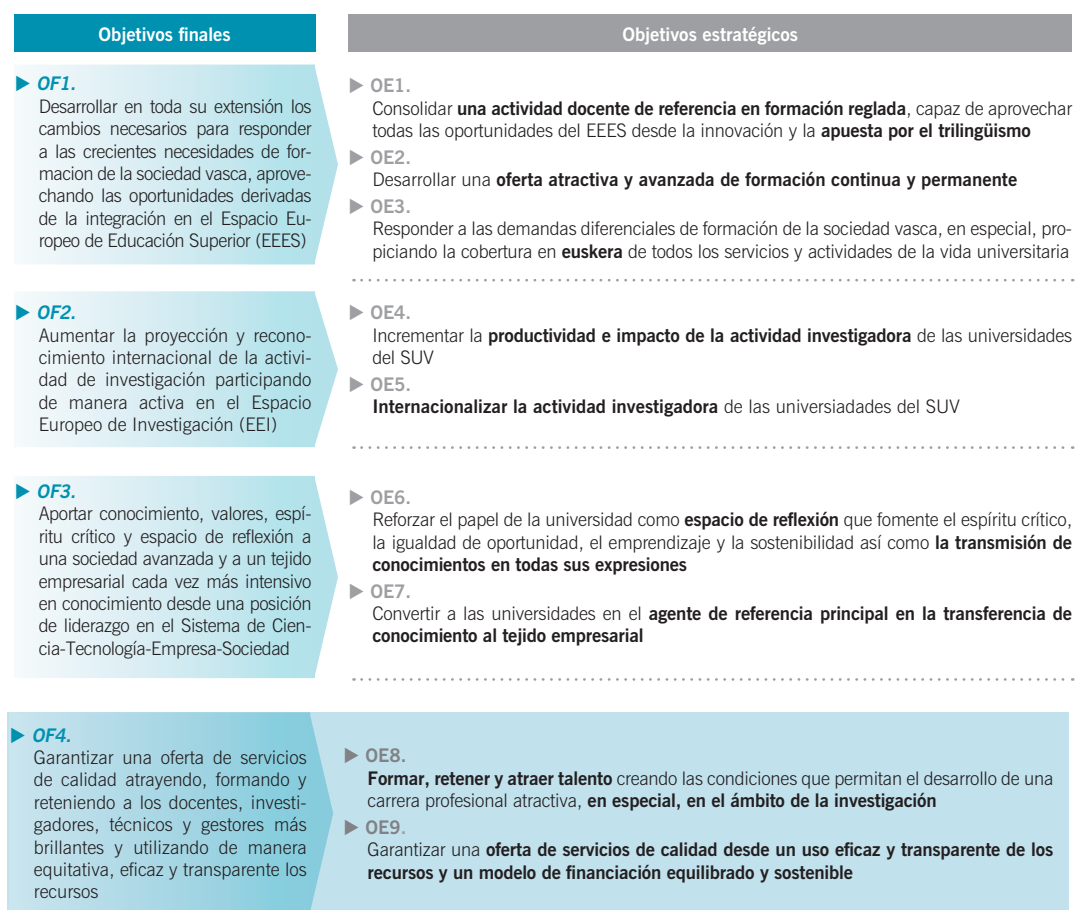 Objetivos finales
Objetivos estratégicos
▶ OF1.
Desarrollar en toda su extensión los
cambios necesarios para responder
a las crecientes necesidades de for-
macion de la sociedad vasca, aprove-
chando las oportunidades derivadas
de la integración en el Espacio Eu-
ropeo de Educación Superior (EEES)
▶ OE1.
Consolidar una actividad docente de referencia en formación reglada, capaz de aprovechar
todas las oportunidades del EEES desde la innovación y la apuesta por el trilingüismo
▶ OE2.
Desarrollar una oferta atractiva y avanzada de formación continua y permanente
▶ OE3.
Responder a las demandas diferenciales de formación de la sociedad vasca, en especial, pro-
piciando la cobertura en euskera de todos los servicios y actividades de la vida universitaria
▶ OF2.
Aumentar la proyección y recono-
cimiento internacional de la activi-
dad de investigación participando
de manera activa en el Espacio
Europeo de Investigación (EEI)
▶ OE4.
Incrementar la productividad e impacto de la actividad investigadora de las universidades
del SUV
▶ OE5.
Internacionalizar la actividad investigadora de las universiadades del SUV
▶ OF3.
Aportar conocimiento, valores, espí-
ritu crítico y espacio de reflexión a
una sociedad avanzada y a un tejido
empresarial cada vez más intensivo
en conocimiento desde una posición
de liderazgo en el Sistema de Cien-
cia-Tecnología-Empresa-Sociedad
▶ OE6.
Reforzar el papel de la universidad como espacio de reflexión que fomente el espíritu crítico,
la igualdad de oportunidad, el emprendizaje y la sostenibilidad así como la transmisión de
conocimientos en todas sus expresiones
▶ OE7.
Convertir a las universidades en el agente de referencia principal en la transferencia de
conocimiento al tejido empresarial
▶ OF4.
Garantizar una oferta de servicios
de calidad atrayendo, formando y
reteniendo a los docentes, investi-
gadores, técnicos y gestores más
brillantes y utilizando de manera
equitativa, eficaz y transparente los
recursos
▶ OE8.
Formar, retener y atraer talento creando las condiciones que permitan el desarrollo de una
carrera profesional atractiva, en especial, en el ámbito de la investigación
▶ OE9.
Garantizar una oferta de servicios de calidad desde un uso eficaz y transparente de los
recursos y un modelo de financiación equilibrado y sostenible